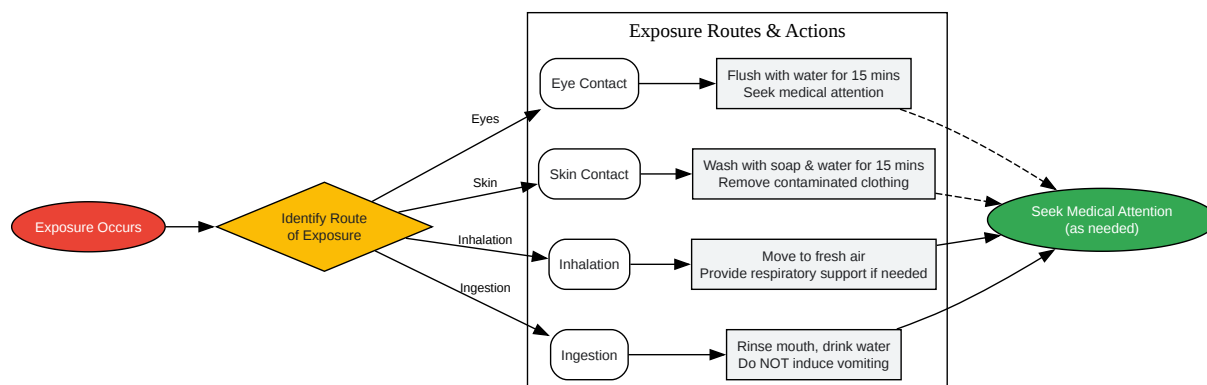 Exposure Routes & Actions
Exposure Occurs
Identify Route
of Exposure
Eyes
Skin
Inhalation
Ingestion
Eye Contact
Flush with water for 15 mins
Seek medical attention
Skin Contact
Wash with soap & water for 15 mins
Remove contaminated clothing
Inhalation
Move to fresh air
Provide respiratory support if needed
Ingestion
Rinse mouth, drink water
Do NOT induce vomiting
Seek Medical Attention
(as needed)